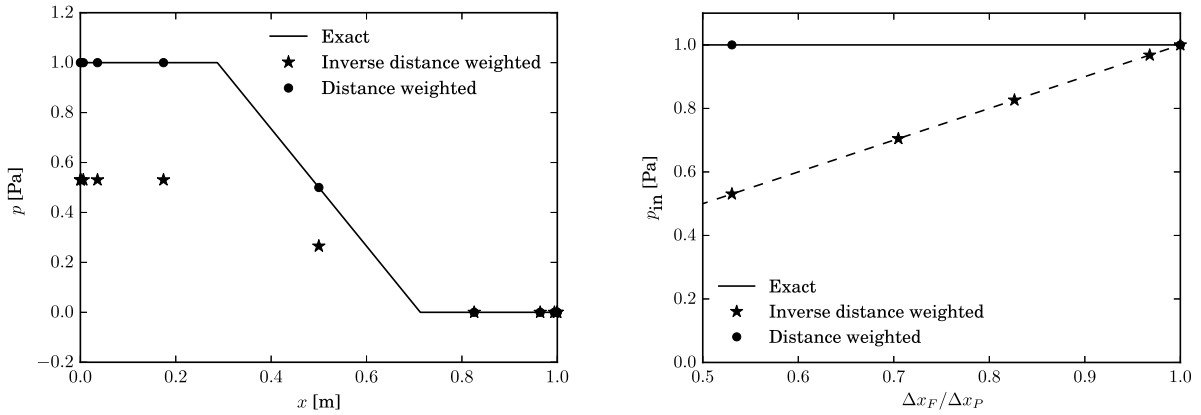 1.2
1.0
0.8
0.6
0.4
0.2
0.0
−0.2
p [Pa]
Exact
Inverse distance weighted
Distance weighted
0.0 0.2 0.4 0.6 0.8 1.0
x [m]
1.0
0.8
0.6
0.4
0.2
0.0
p_in [Pa]
Exact
Inverse distance weighted
Distance weighted
0.5 0.6 0.7 0.8 0.9 1.0
Δx_F/Δx_P